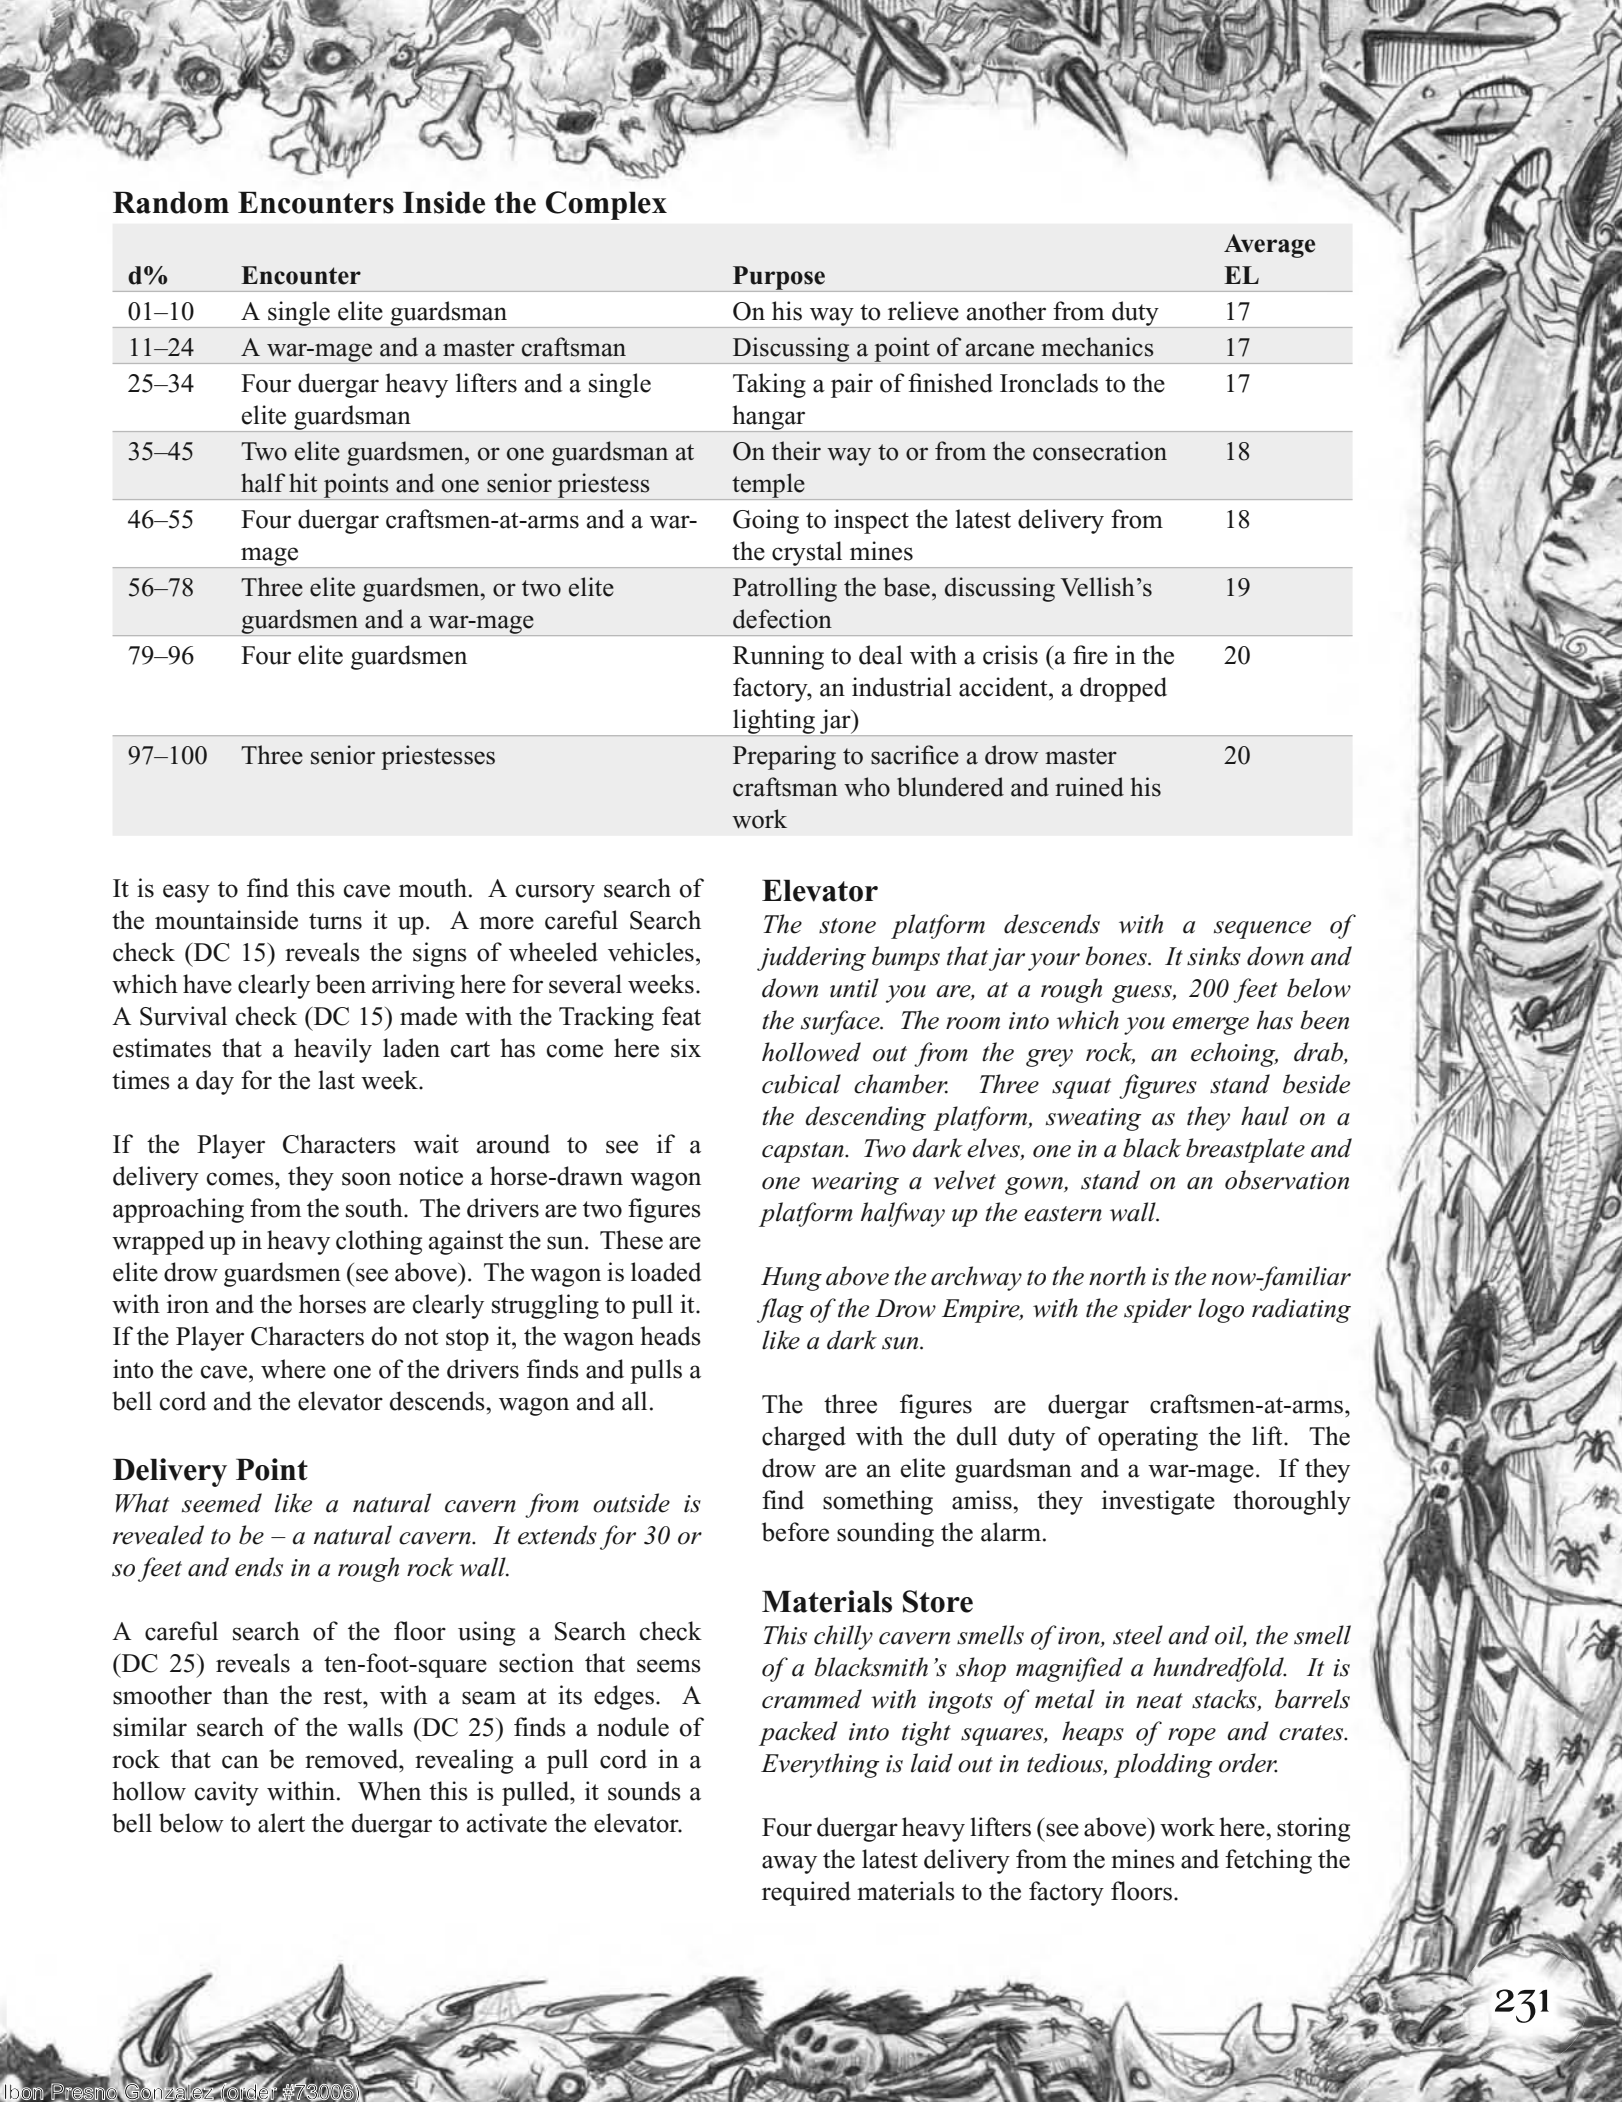 Random Encounters Inside the Complex
Average
d% Encounter Purpose EL
01–10 A single elite guardsman On his way to relieve another from duty 17
11–24 A war-mage and a master craftsman Discussing a point of arcane mechanics 17
25–34 Four duergar heavy lifters and a single Taking a pair of finished Ironclads to the 17
elite guardsman hangar
35–45 Two elite guardsmen, or one guardsman at On their way to or from the consecration 18
half hit points and one senior priestess temple
46–55 Four duergar craftsmen-at-arms and a war- Going to inspect the latest delivery from 18
mage the crystal mines
56–78 Three elite guardsmen, or two elite Patrolling the base, discussing Vellish’s 19
guardsmen and a war-mage defection
79–96 Four elite guardsmen Running to deal with a crisis (a fire in the 20
factory, an industrial accident, a dropped
lighting jar)
97–100 Three senior priestesses Preparing to sacrifice a drow master 20
craftsman who blundered and ruined his
work
It is easy to find this cave mouth. A cursory search of
the mountainside turns it up. A more careful Search
check (DC 15) reveals the signs of wheeled vehicles,
which have clearly been arriving here for several weeks.
A Survival check (DC 15) made with the Tracking feat
estimates that a heavily laden cart has come here six
times a day for the last week.
If the Player Characters wait around to see if a
delivery comes, they soon notice a horse-drawn wagon
approaching from the south. The drivers are two figures
wrapped up in heavy clothing against the sun. These are
elite drow guardsmen (see above). The wagon is loaded
with iron and the horses are clearly struggling to pull it.
If the Player Characters do not stop it, the wagon heads
into the cave, where one of the drivers finds and pulls a
bell cord and the elevator descends, wagon and all.
Delivery Point
What seemed like a natural cavern from outside is
revealed to be – a natural cavern. It extends for 30 or
so feet and ends in a rough rock wall.
A careful search of the floor using a Search check
(DC 25) reveals a ten-foot-square section that seems
smoother than the rest, with a seam at its edges. A
similar search of the walls (DC 25) finds a nodule of
rock that can be removed, revealing a pull cord in a
hollow cavity within. When this is pulled, it sounds a
bell below to alert the duergar to activate the elevator.
Elevator
The stone platform descends with a sequence of
juddering bumps that jar your bones. It sinks down and
down until you are, at a rough guess, 200 feet below
the surface. The room into which you emerge has been
hollowed out from the grey rock, an echoing, drab,
cubical chamber. Three squat figures stand beside
the descending platform, sweating as they haul on a
capstan. Two dark elves, one in a black breastplate and
one wearing a velvet gown, stand on an observation
platform halfway up the eastern wall.
Hung above the archway to the north is the now-familiar
flag of the Drow Empire, with the spider logo radiating
like a dark sun.
The three figures are duergar craftsmen-at-arms,
charged with the dull duty of operating the lift. The
drow are an elite guardsman and a war-mage. If they
find something amiss, they investigate thoroughly
before sounding the alarm.
Materials Store
This chilly cavern smells of iron, steel and oil, the smell
of a blacksmith’s shop magnified a hundredfold. It is
crammed with ingots of metal in neat stacks, barrels
packed into tight squares, heaps of rope and crates.
Everything is laid out in tedious, plodding order.
Four duergar heavy lifters (see above) work here, storing
away the latest delivery from the mines and fetching the
required materials to the factory floors.
231
Ibon Presno Gonzalez (order #73006)